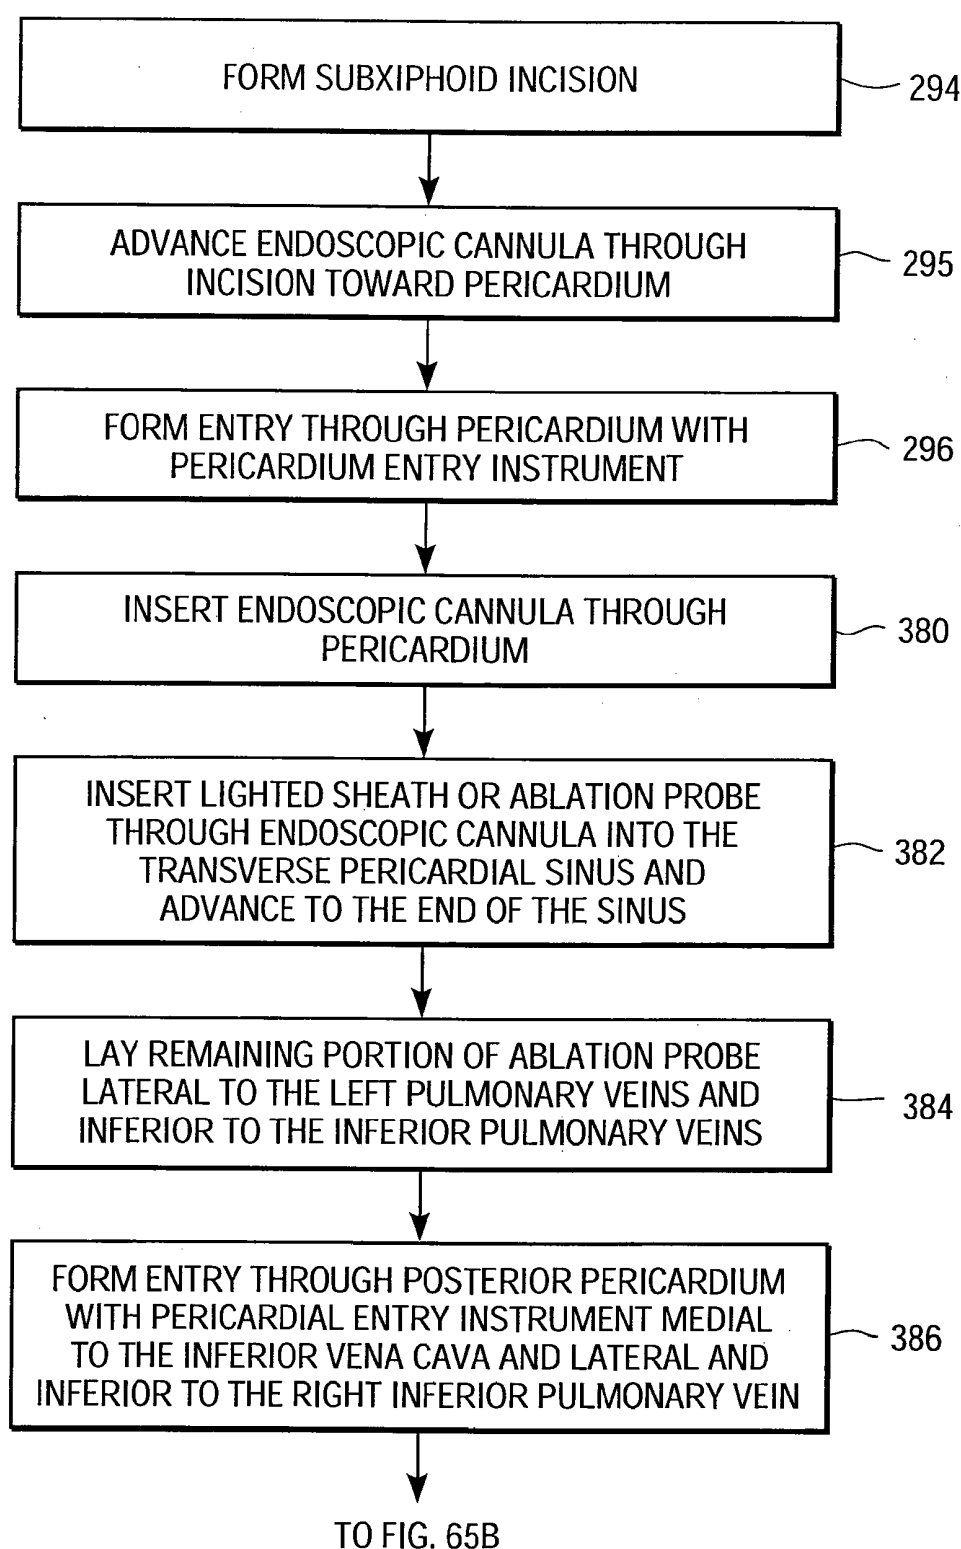 FORM SUBXIPHOID INCISION
294
ADVANCE ENDOSCOPIC CANNULA THROUGH
INCISION TOWARD PERICARDIUM
295
FORM ENTRY THROUGH PERICARDIUM WITH
PERICARDIUM ENTRY INSTRUMENT
296
INSERT ENDOSCOPIC CANNULA THROUGH
PERICARDIUM
380
INSERT LIGHTED SHEATH OR ABLATION PROBE
THROUGH ENDOSCOPIC CANNULA INTO THE
TRANSVERSE PERICARDIAL SINUS AND
ADVANCE TO THE END OF THE SINUS
382
LAY REMAINING PORTION OF ABLATION PROBE
LATERAL TO THE LEFT PULMONARY VEINS AND
INFERIOR TO THE INFERIOR PULMONARY VEINS
384
FORM ENTRY THROUGH POSTERIOR PERICARDIUM
WITH PERICARDIAL ENTRY INSTRUMENT MEDIAL
TO THE INFERIOR VENA CAVA AND LATERAL AND
INFERIOR TO THE RIGHT INFERIOR PULMONARY VEIN
386
TO FIG. 65B